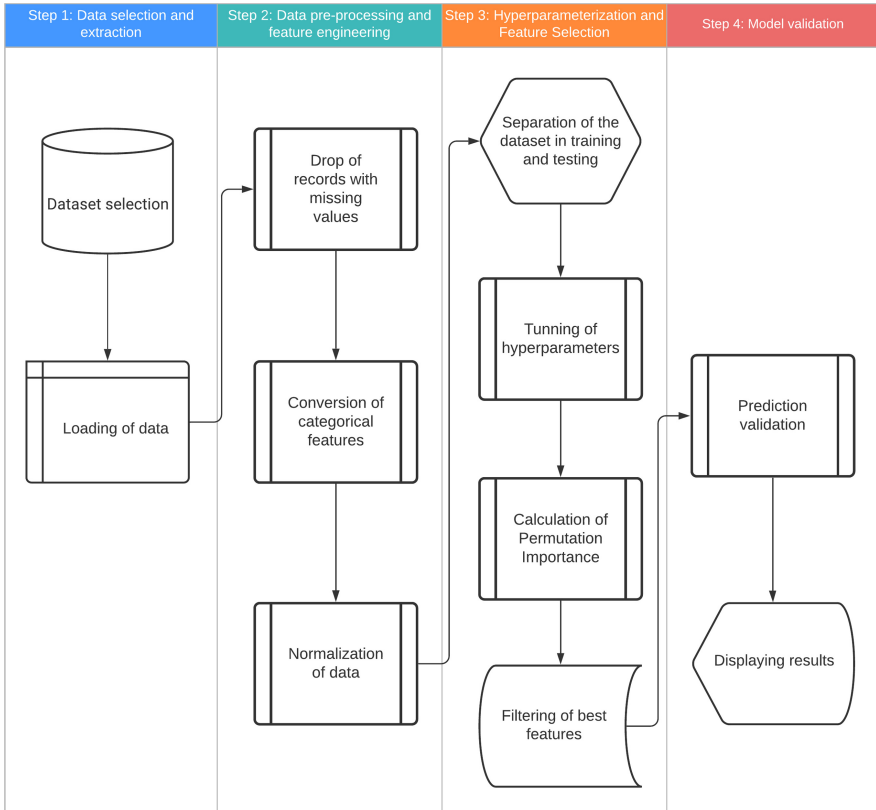 Step 1: Data selection and
extraction
Step 2: Data pre-processing and
feature engineering
Step 3: Hyperparameterization and
Feature Selection
Step 4: Model validation
Dataset selection
Loading of data
Drop of
records with
missing
values
Conversion of
categorical
features
Normalization
of data
Separation of the
dataset in training
and testing
Tunning of
hyperparameters
Calculation of
Permutation
Importance
Filtering of best
features
Prediction
validation
Displaying results